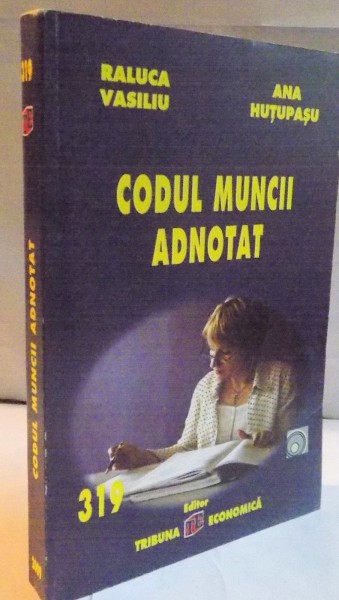 RALUCA
VASILIU
ANA
HUȚUPAȘU
CODUL MUNCII
ADNOTAT
319
Editor
TRIBUNA ECONOMICĂ
319
CODUL MUNCII ADNOTAT